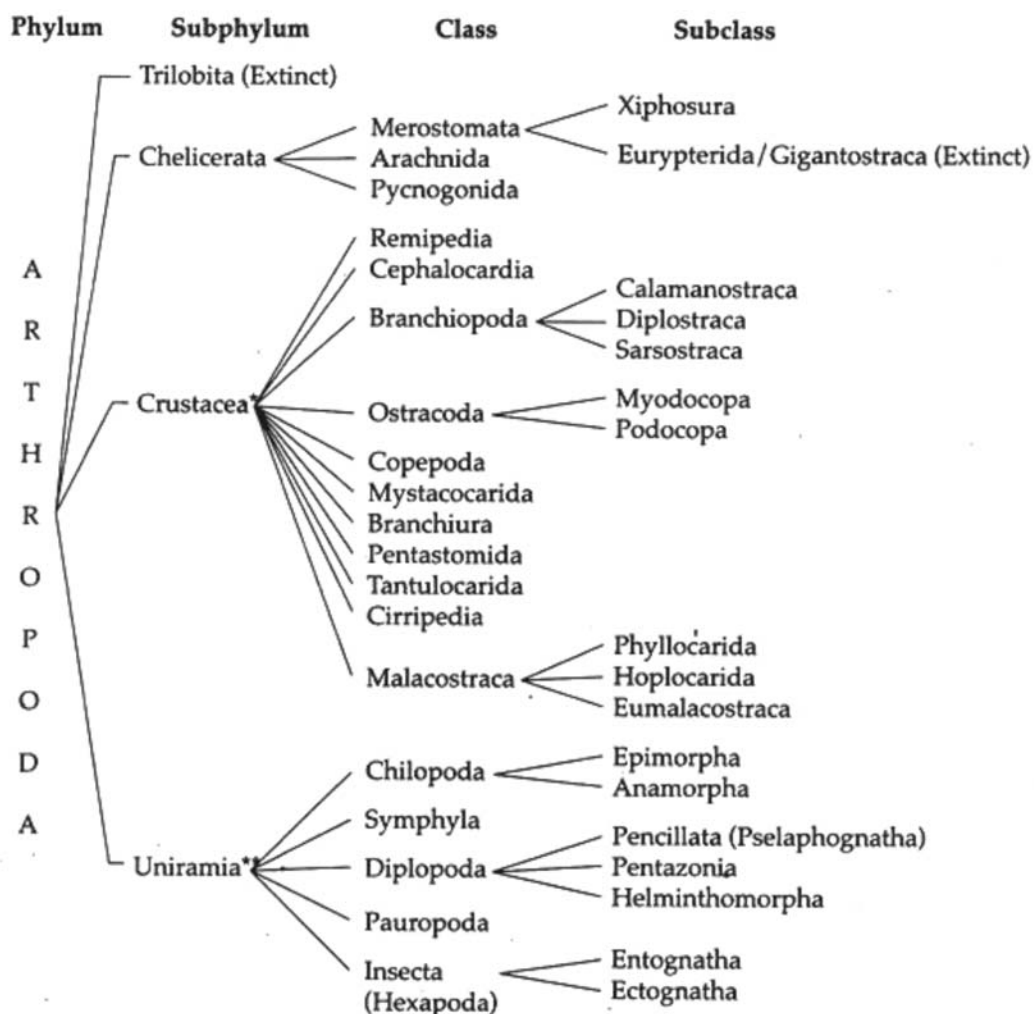 Phylum Subphylum Class Subclass
Trilobita (Extinct)
Xiphosura
Merostomata
Chelicerata Arachnida Eurypterida/Gigantostraca (Extinct)
Pycnogonida
Remipedia
A Cephalocardia
Calamanostraca
R Branchiopoda Diplostraca
Sarsostraca
T
Crustacea* Ostracoda Myodocopa
Podocopa
H
Copepoda
Mystacocarida
R Branchiura
Pentastomida
O Tantulocarida
Cirripedia
P Phyllocarida
Malacostraca Hoplocarida
O Eumalacostraca
D Chilopoda Epimorpha
Anamorpha
A Symphyla
Pencillata (Pselaphognatha)
Uniramia** Diplopoda Pentazonia
Helminthomorpha
Pauropoda
Entognatha
Insecta Ectognatha
(Hexapoda)